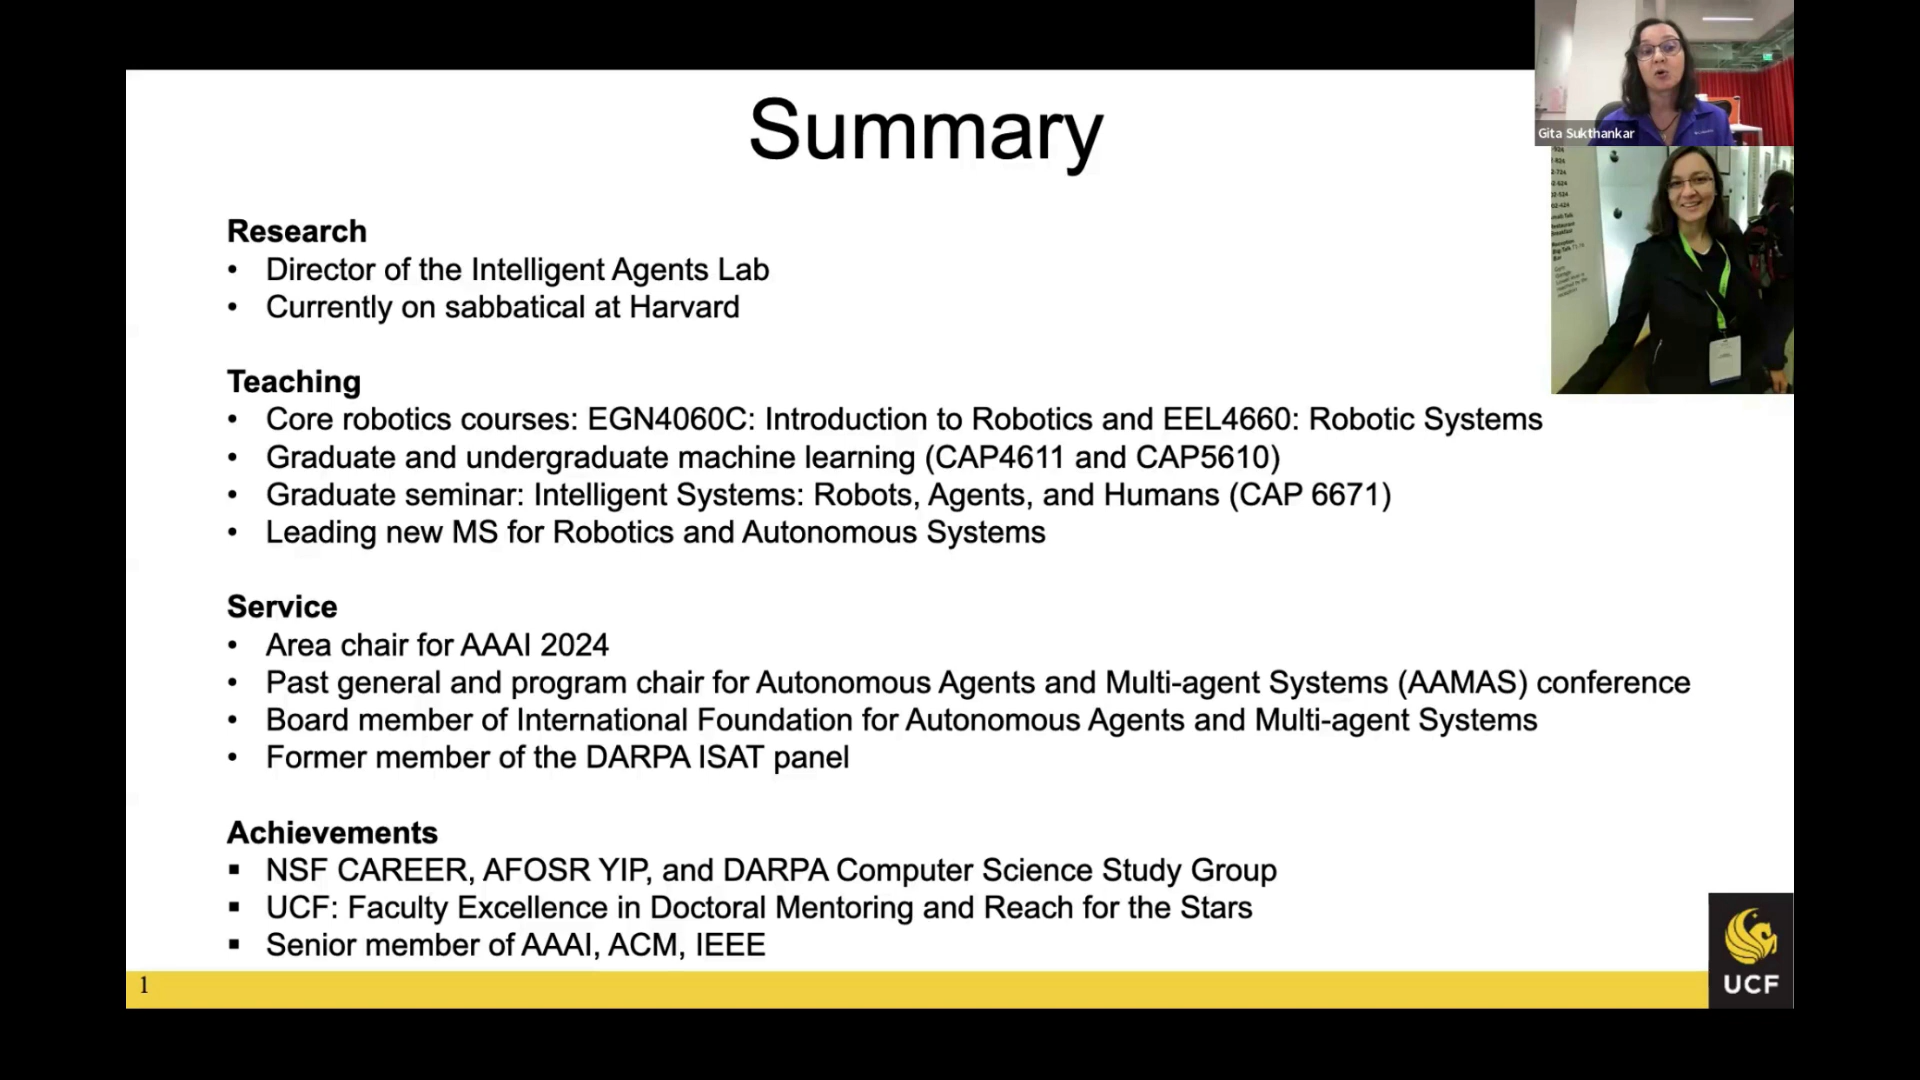 Summary
Gita Sukthankar
Research
• Director of the Intelligent Agents Lab
• Currently on sabbatical at Harvard
Teaching
• Core robotics courses: EGN4060C: Introduction to Robotics and EEL4660: Robotic Systems
• Graduate and undergraduate machine learning (CAP4611 and CAP5610)
• Graduate seminar: Intelligent Systems: Robots, Agents, and Humans (CAP 6671)
• Leading new MS for Robotics and Autonomous Systems
Service
• Area chair for AAAI 2024
• Past general and program chair for Autonomous Agents and Multi-agent Systems (AAMAS) conference
• Board member of International Foundation for Autonomous Agents and Multi-agent Systems
• Former member of the DARPA ISAT panel
Achievements
▪ NSF CAREER, AFOSR YIP, and DARPA Computer Science Study Group
▪ UCF: Faculty Excellence in Doctoral Mentoring and Reach for the Stars
▪ Senior member of AAAI, ACM, IEEE
1
UCF